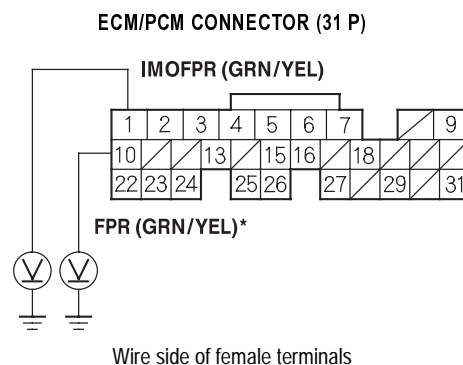 ECM/PCM CONNECTOR (31 P)
IMOFPR (GRN/YEL)
1 2 3 4 5 6 7 9
10 13 15 16 18
22 23 24 25 26 27 29 31
FPR (GRN/YEL)*
V V
Wire side of female terminals